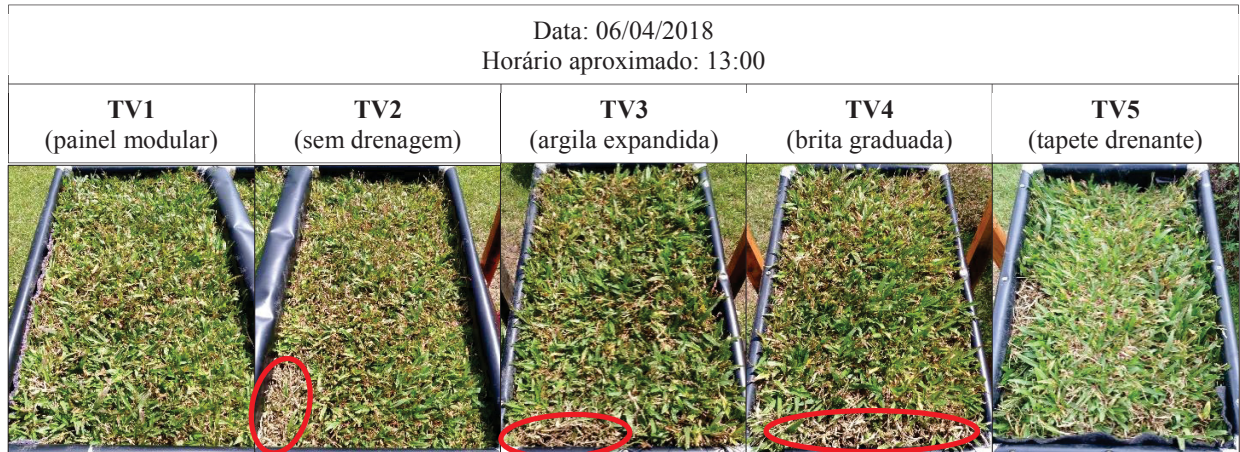 Data: 06/04/2018
Horário aproximado: 13:00
TV1
(painel modular)
TV2
(sem drenagem)
TV3
(argila expandida)
TV4
(brita graduada)
TV5
(tapete drenante)